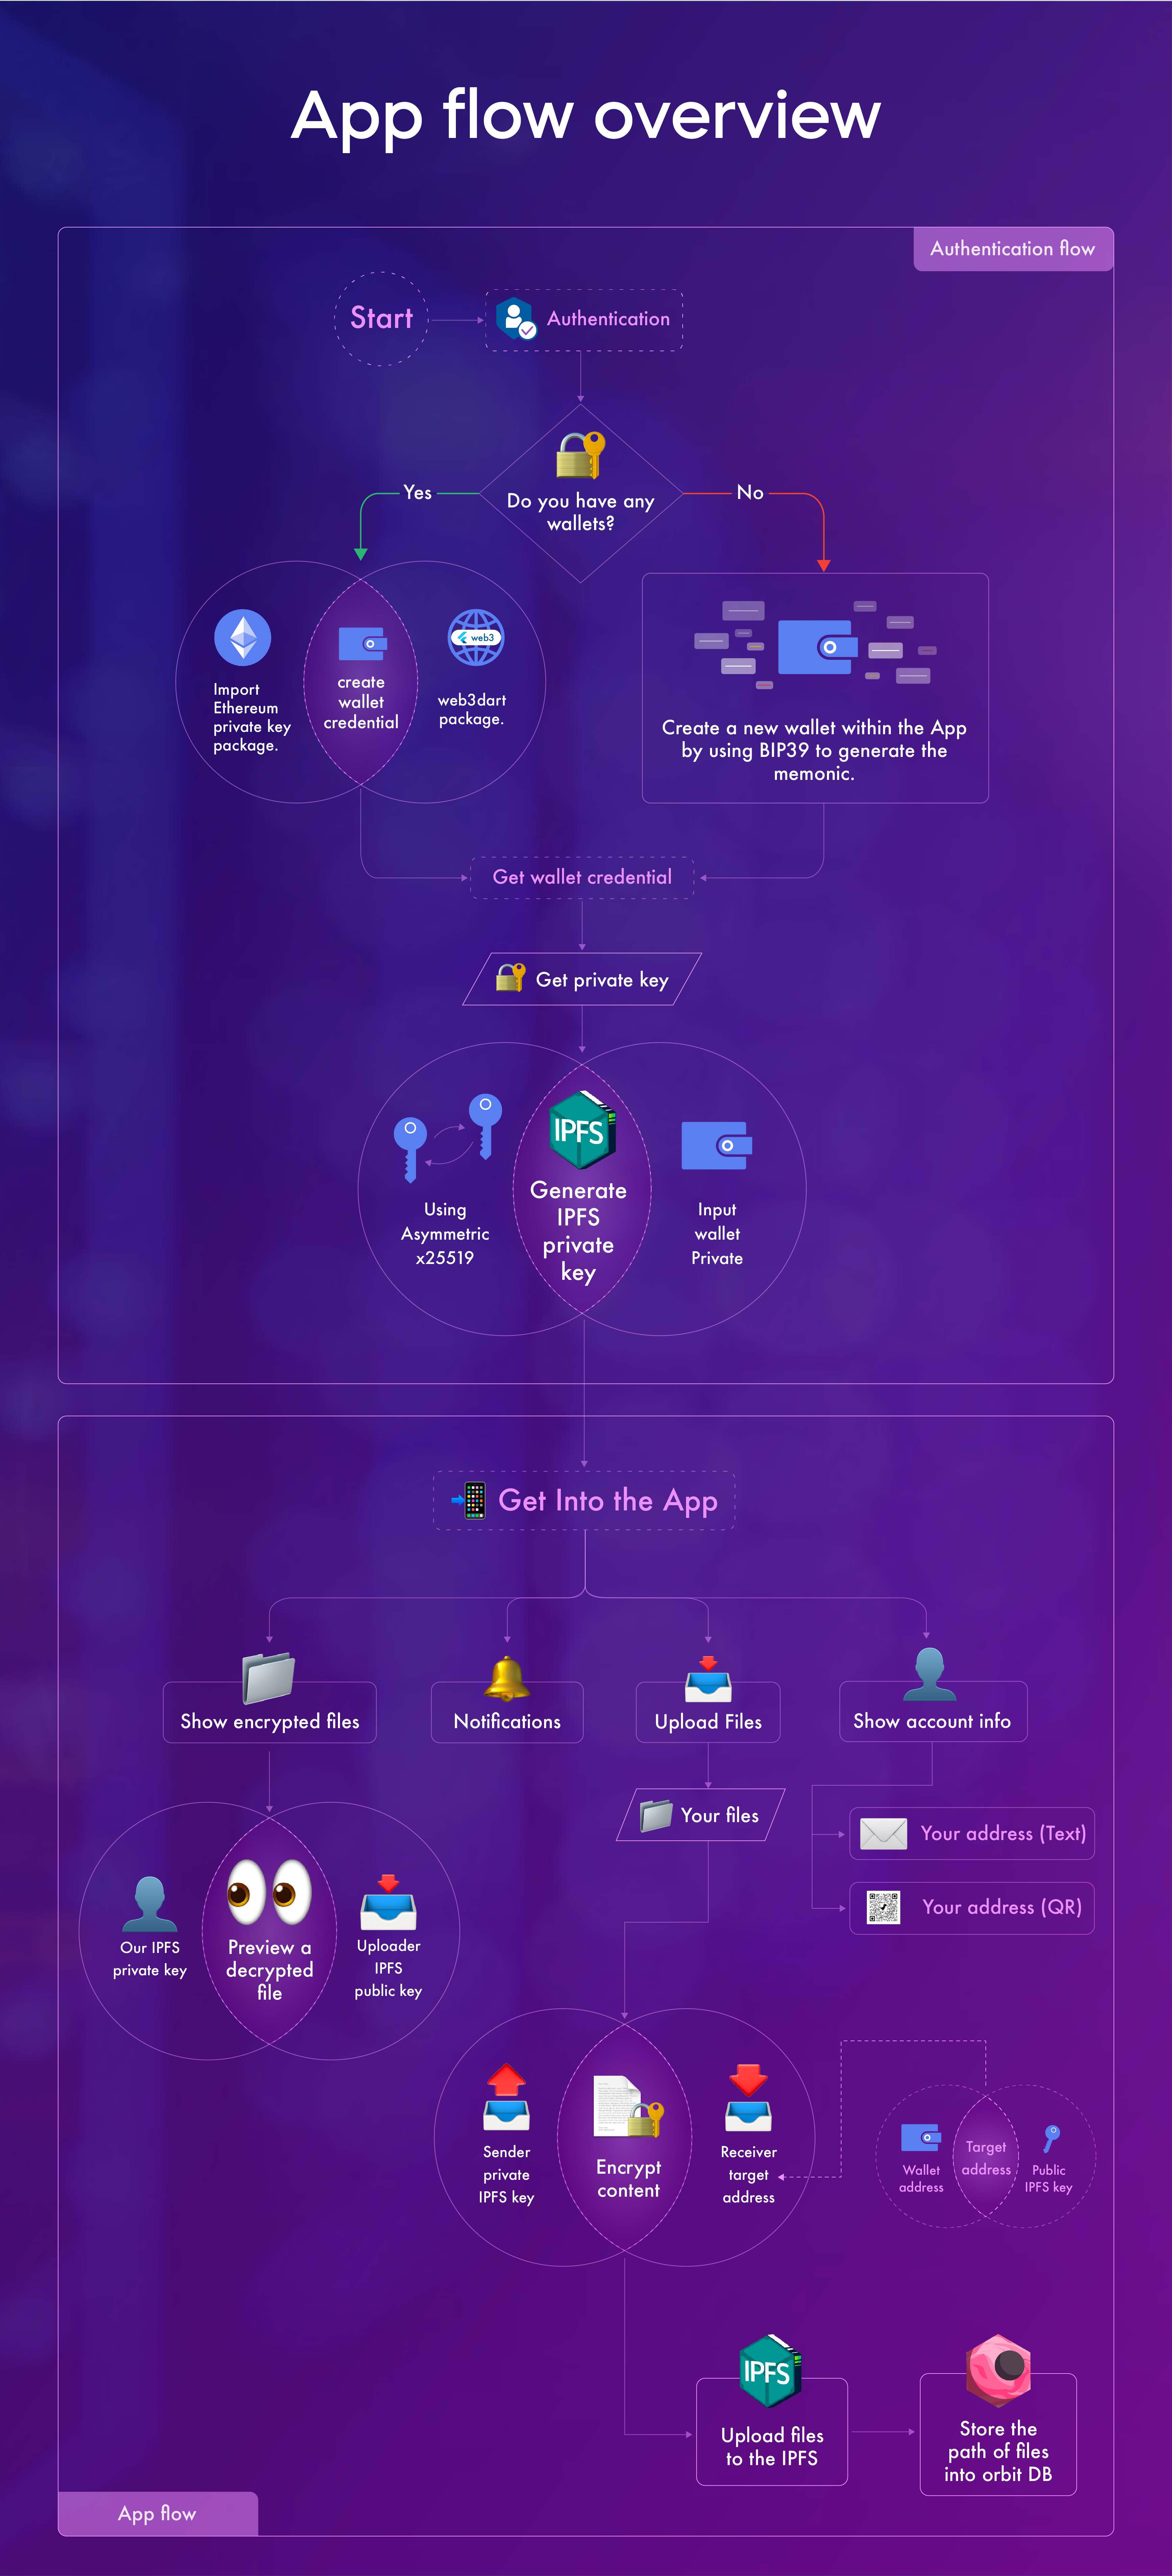 App flow overview
Authentication flow
Start
Authentication
Do you have any
wallets?
Yes
No
Import
Ethereum
private key
package.
create
wallet
credential
web3
web3dart
package.
Create a new wallet within the App
by using BIP39 to generate the
memonic.
Get wallet credential
Get private key
Using
Asymmetric
x25519
IPFS
Generate
IPFS
private
key
Input
wallet
Private
Get Into the App
Show encrypted files
Notifications
Upload Files
Show account info
Your files
Your address (Text)
Your address (QR)
Our IPFS
private key
Preview a
decrypted
file
Uploader
IPFS
public key
Sender
private
IPFS key
Encrypt
content
Receiver
target
address
Wallet
address
Target
address
Public
IPFS key
IPFS
Upload files
to the IPFS
Store the
path of files
into orbit DB
App flow